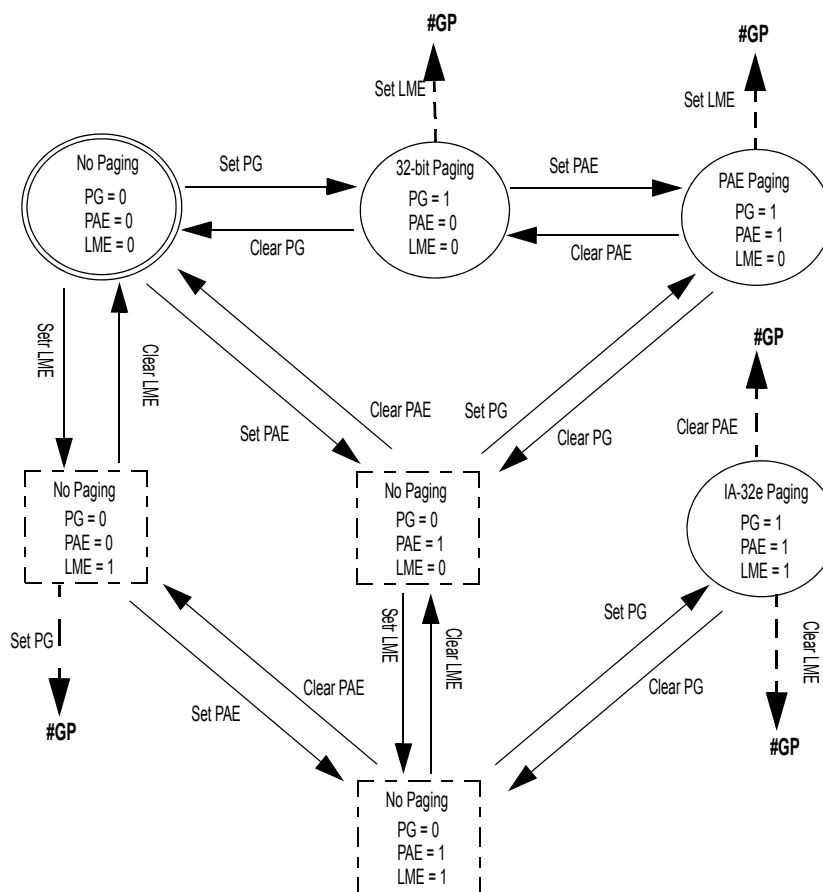 #GP
#GP
Set LME
Set LME
No Paging
PG = 0
PAE = 0
LME = 0
Set PG
Clear PG
32-bit Paging
PG = 1
PAE = 0
LME = 0
Set PAE
Clear PAE
PAE Paging
PG = 1
PAE = 1
LME = 0
Setr LME
Clear LME
Set PAE
Clear PAE
Set PG
Clear PG
#GP
Clear PAE
No Paging
PG = 0
PAE = 0
LME = 1
No Paging
PG = 0
PAE = 1
LME = 0
IA-32e Paging
PG = 1
PAE = 1
LME = 1
Set PG
#GP
Set PAE
Clear PAE
Setr LME
Clear LME
Set PG
Clear PG
Clear LME
#GP
No Paging
PG = 0
PAE = 1
LME = 1